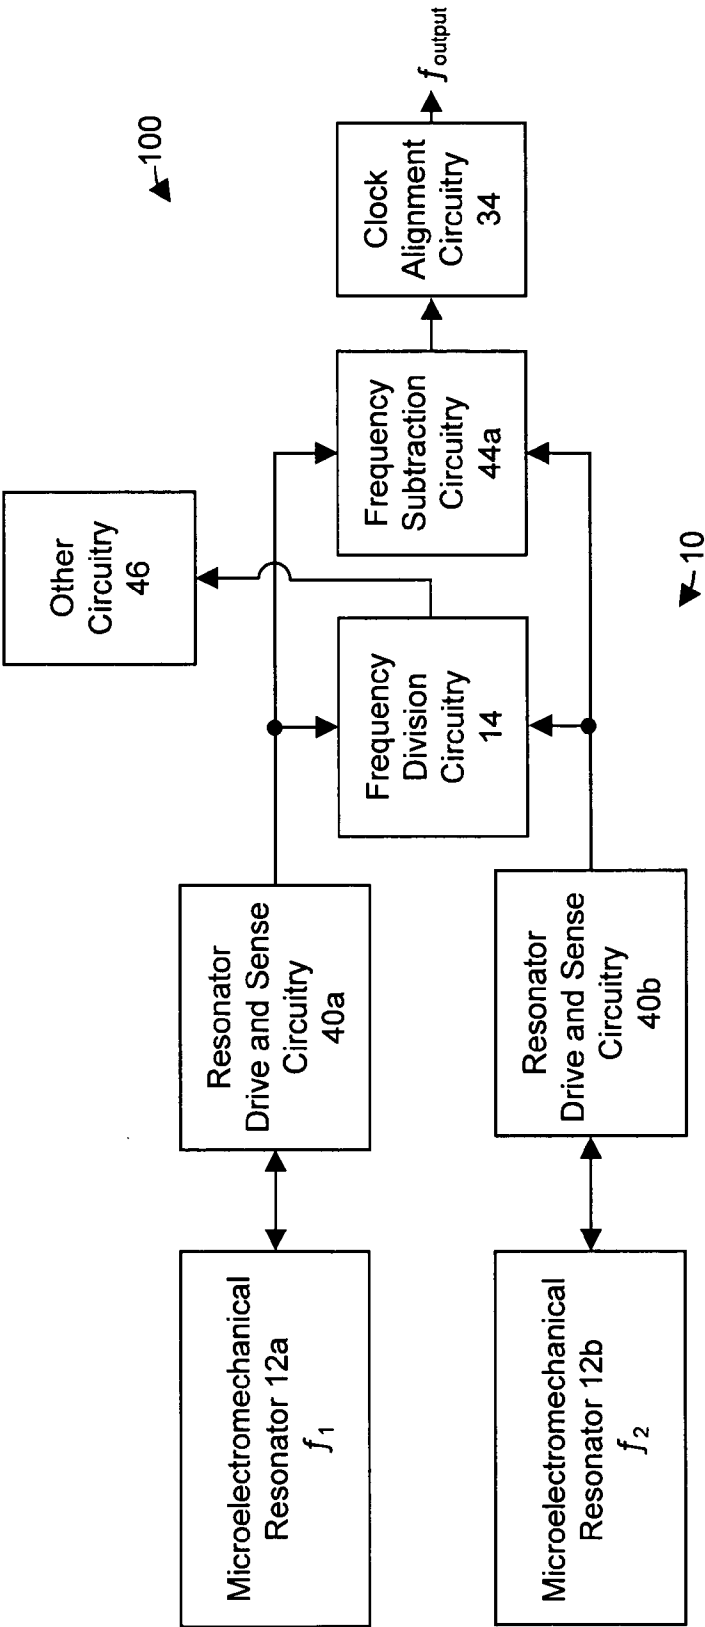 Microelectromechanical
Resonator 12a
f1
Resonator
Drive and Sense
Circuitry
40a
Other
Circuitry
46
100
Frequency
Division
Circuitry
14
Frequency
Subtraction
Circuitry
44a
Clock
Alignment
Circuitry
34
foutput
Microelectromechanical
Resonator 12b
f2
Resonator
Drive and Sense
Circuitry
40b
10